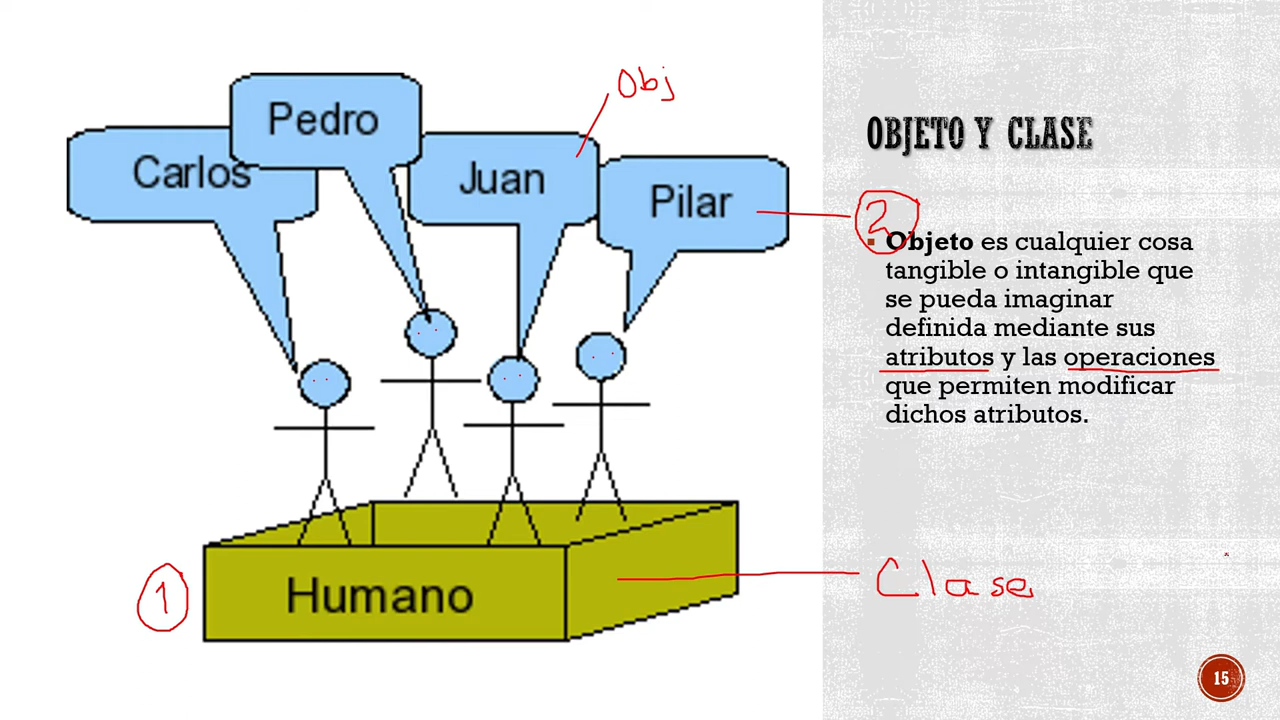 Obj
Pedro
Carlos
Juan
Pilar
Humano
1
OBJETO Y CLASE
2
Objeto es cualquier cosa
tangible o intangible que
se pueda imaginar
definida mediante sus
atributos y las operaciones
que permiten modificar
dichos atributos.
Clase
15